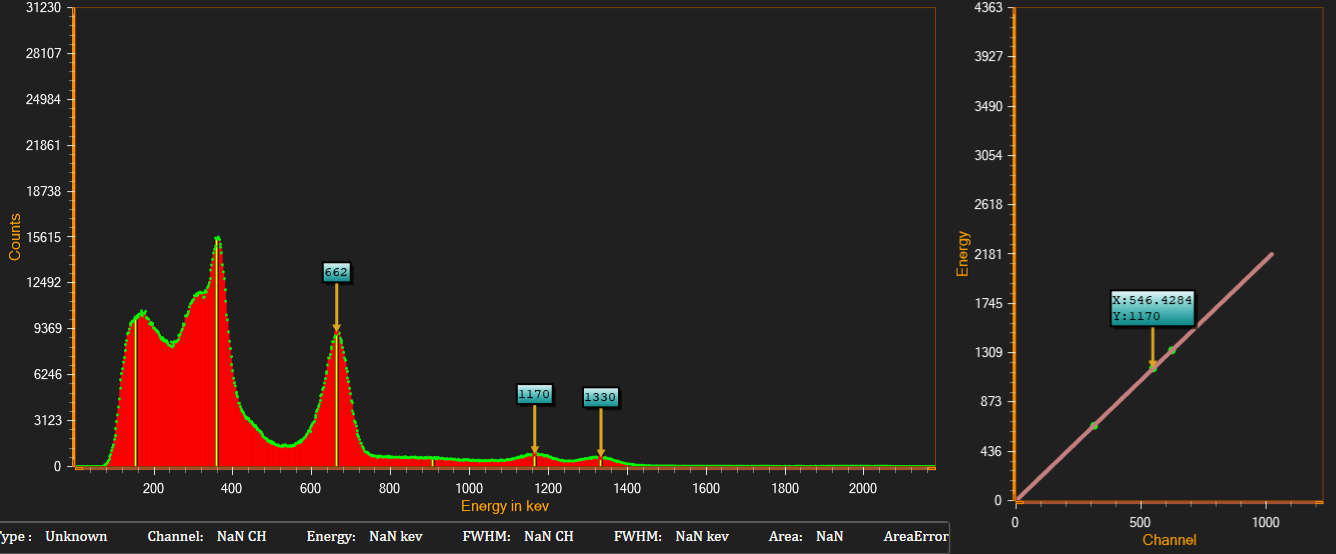 31230
28107
24984
21861
18738
15615
12492
9369
6246
3123
0
Counts
662
1170
1330
200 400 600 800 1000 1200 1400 1600 1800 2000
Energy in kev
4363
3927
3490
3054
2618
2181
1745
1309
873
436
0
Energy
X:546.4284
Y:1170
0 500 1000
Channel
ype : Unknown Channel: NaN CH Energy: NaN kev FWHM: NaN CH FWHM: NaN kev Area: NaN AreaError